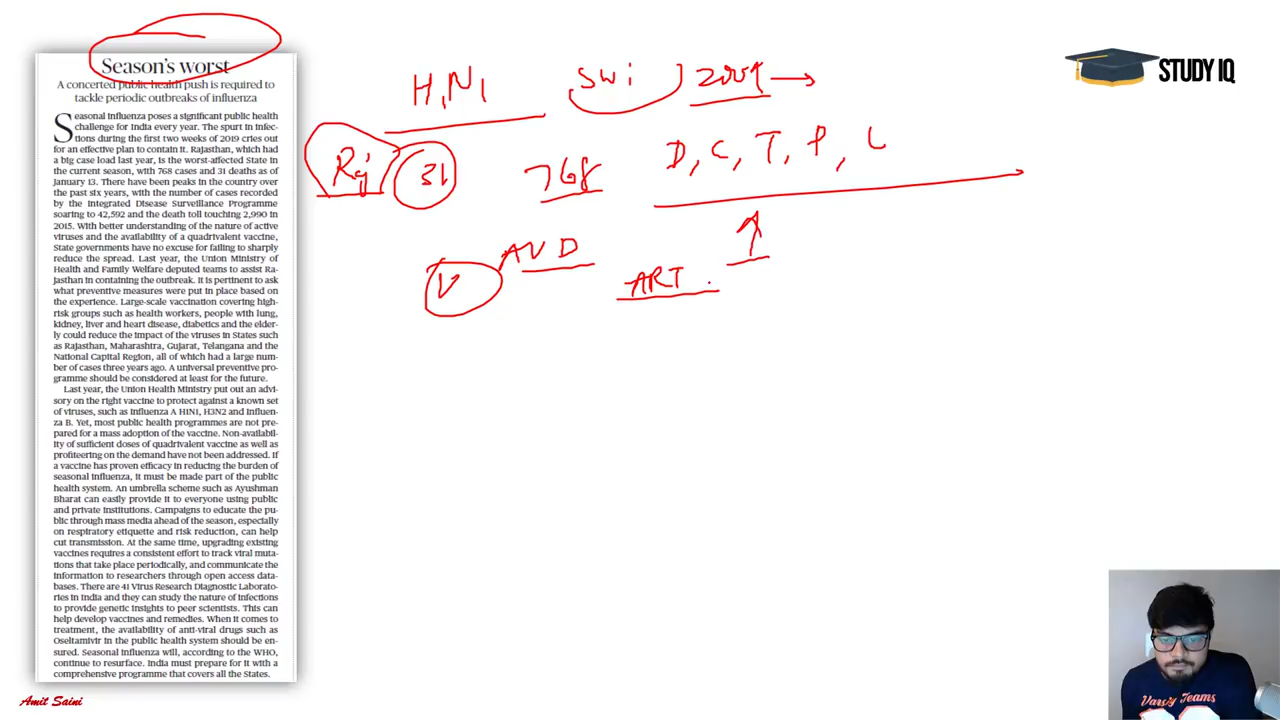 Season's worst
A concerted public health push is required to
tackle periodic outbreaks of influenza
Seasonal influenza poses a significant public health
challenge for India every year. The spurt in infec-
tions during the first two weeks of 2019 cries out
for an effective plan to contain it. Rajasthan, which had
a big case load last year, is the worst-affected State in
the current season, with 768 cases and 31 deaths as of
January 13. There have been peaks in the country over
the past six years, with the number of cases recorded
by the Integrated Disease Surveillance Programme
soaring to 42,592 and the death toll touching 2,990 in
2015. With better understanding of the nature of active
viruses and the availability of a quadrivalent vaccine,
State governments have no excuse for failing to sharply
reduce the spread. Last year, the Union Ministry of
Health and Family Welfare deputed teams to assist Ra-
jasthan in containing the outbreak. It is pertinent to ask
what preventive measures were put in place based on
the experience. Large-scale vaccination covering high-
risk groups such as health workers, people with lung,
kidney, liver and heart disease, diabetics and the elder-
ly could reduce the impact of the viruses in States such
as Rajasthan, Maharashtra, Gujarat, Telangana and the
National Capital Region, all of which had a large num-
ber of cases three years ago. A universal preventive pro-
gramme should be considered at least for the future.
Last year, the Union Health Ministry put out an advi-
sory on the right vaccine to protect against a known set
of viruses, such as Influenza A H1N1, H3N2 and Influen-
za B. Yet, most public health programmes are not pre-
pared for a mass adoption of the vaccine. Non-availabil-
ity of sufficient doses of quadrivalent vaccine as well as
profiteering on the demand have not been addressed. If
a vaccine has proven efficacy in reducing the burden of
seasonal influenza, it must be made part of the public
health system. An umbrella scheme such as Ayushman
Bharat can easily provide it to everyone using public
and private institutions. Campaigns to educate the pu-
blic through mass media ahead of the season, especially
on respiratory etiquette and risk reduction, can help
cut transmission. At the same time, upgrading existing
vaccines requires a consistent effort to track viral muta-
tions that take place periodically, and communicate the
information to researchers through open access data-
bases. There are 41 Virus Research Diagnostic Laborato-
ries in India and they can study the nature of infections
to provide genetic insights to peer scientists. This can
help develop vaccines and remedies. When it comes to
treatment, the availability of anti-viral drugs such as
Oseltamivir in the public health system should be en-
sured. Seasonal influenza will, according to the WHO,
continue to resurface. India must prepare for it with a
comprehensive programme that covers all the States.
H1N1 Swi 2009
Raj 31 768 D, C, T, P, L
V AVD
ART
STUDY IQ
Amit Saini
Varsity TEAMS